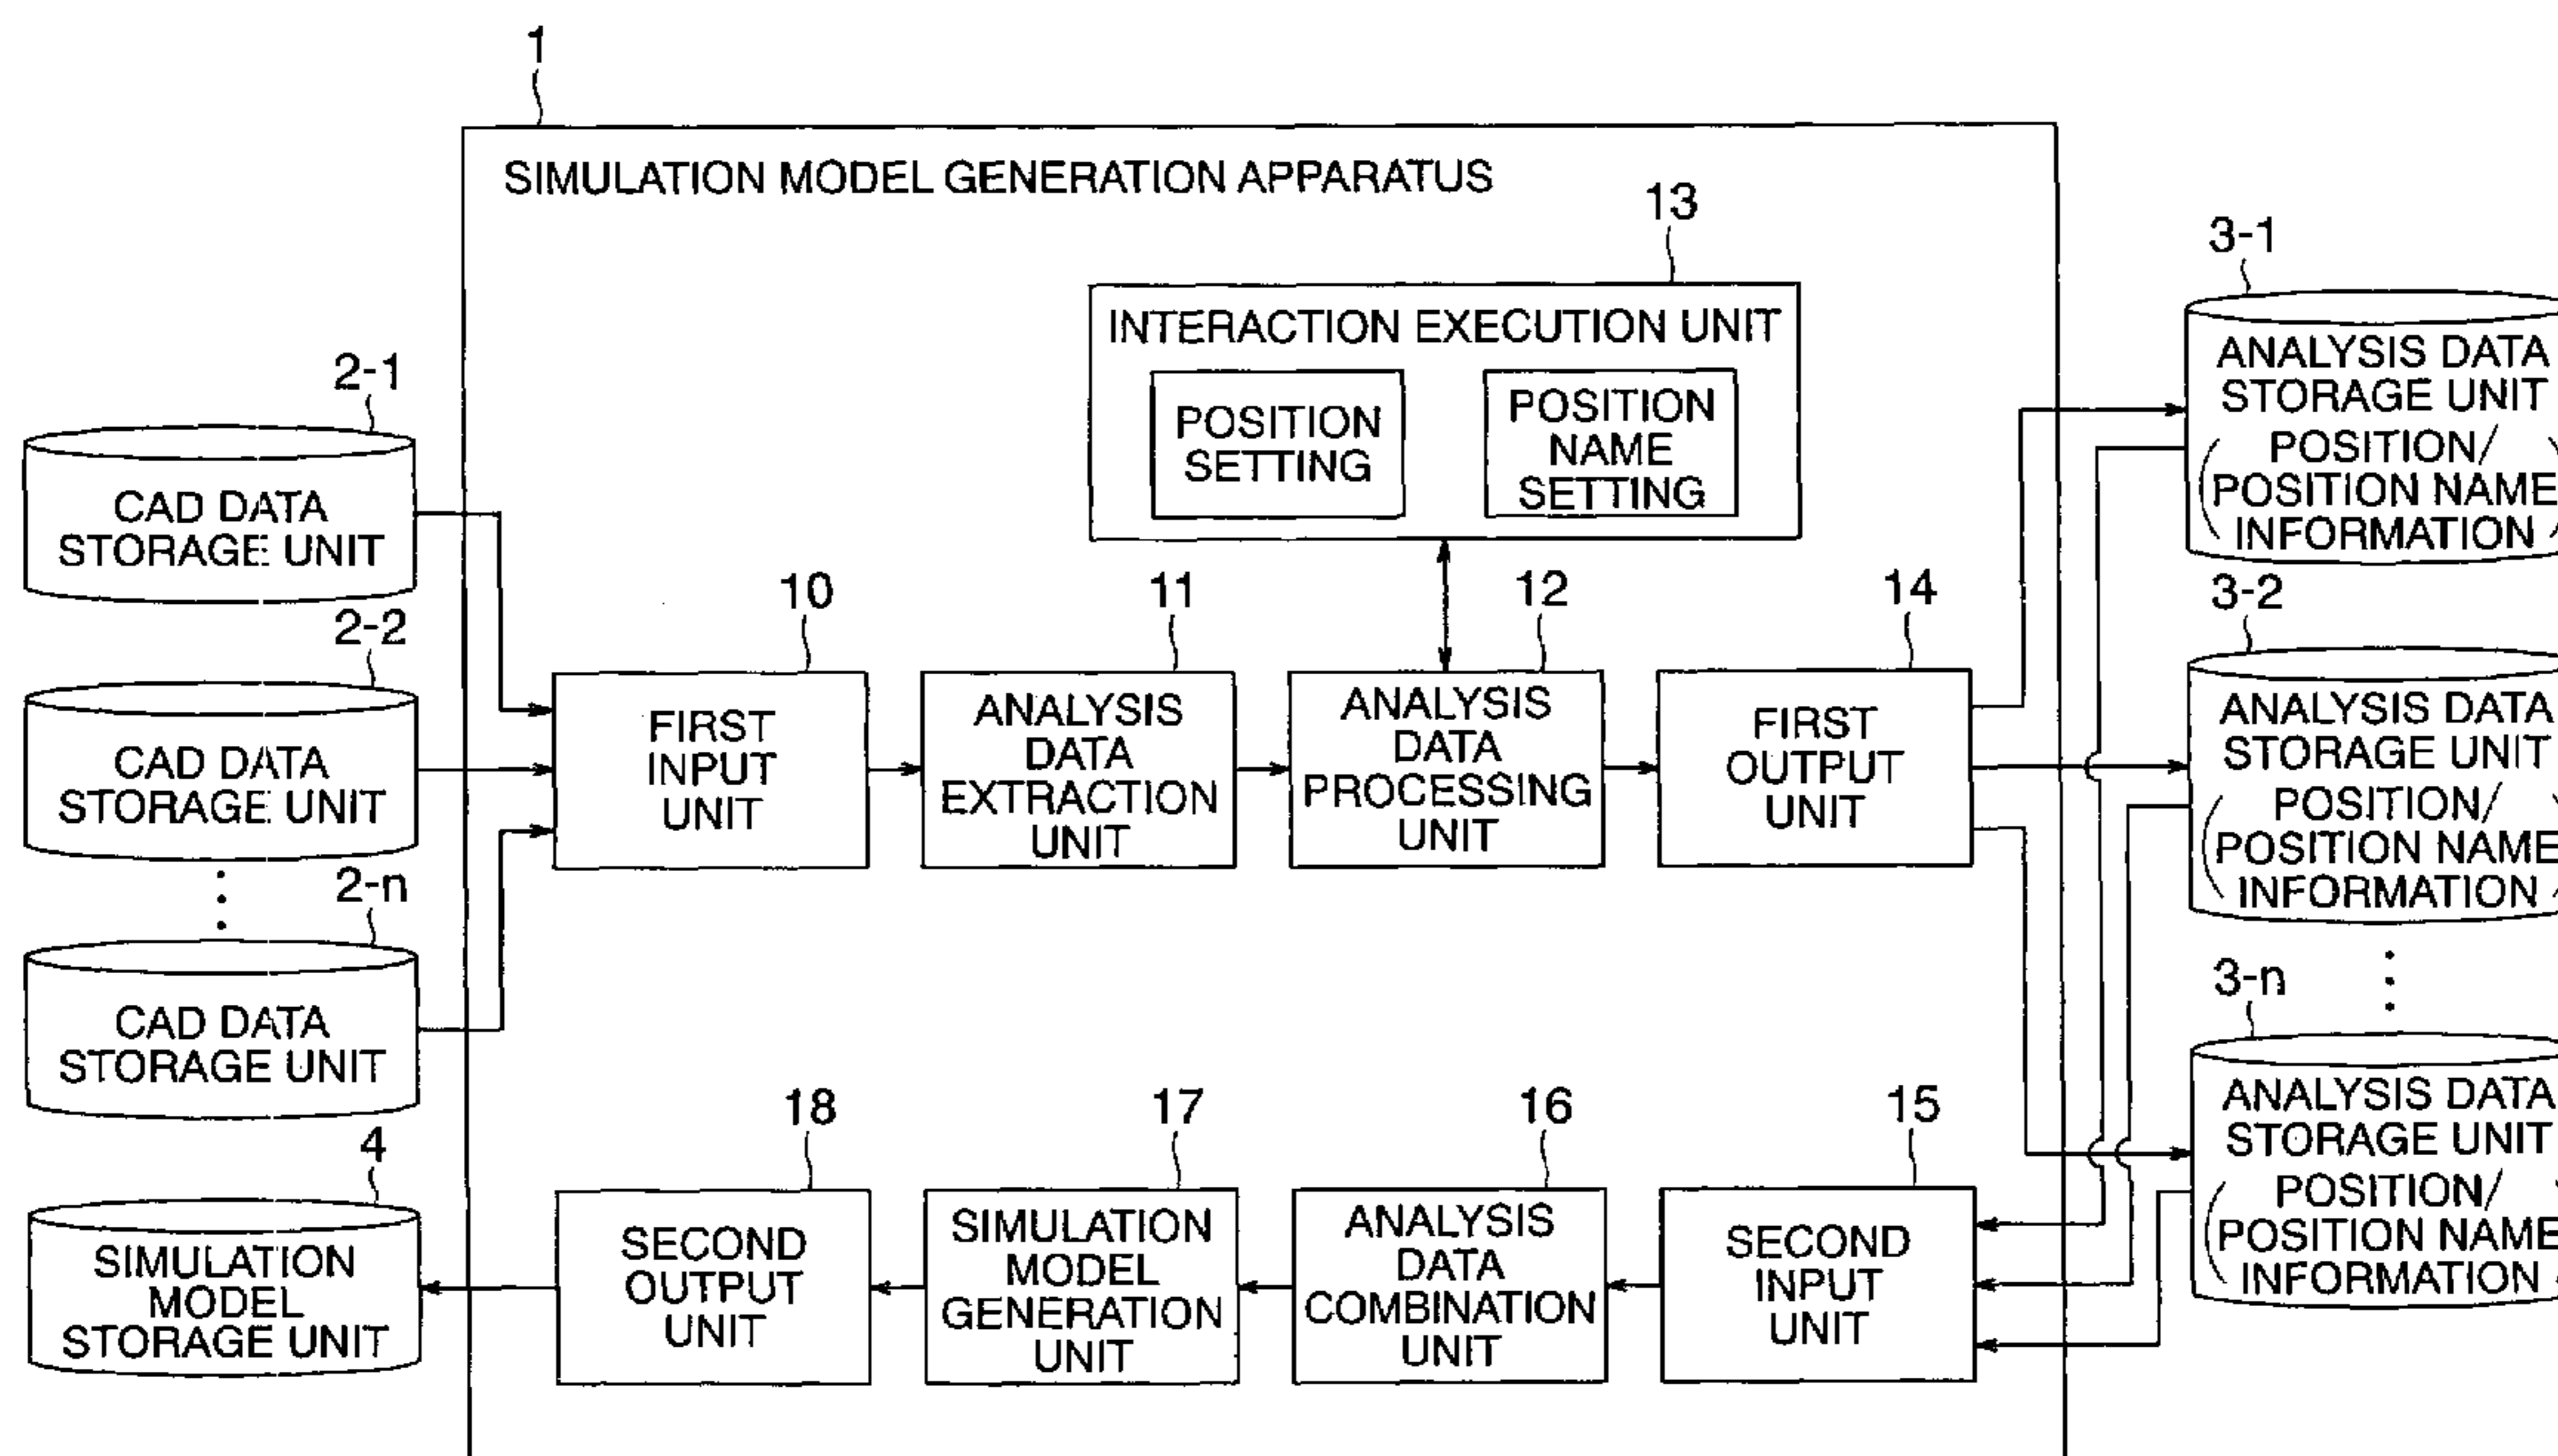 1
SIMULATION MODEL GENERATION APPARATUS
13
INTERACTION EXECUTION UNIT
POSITION
SETTING
POSITION
NAME
SETTING
2-1
CAD DATA
STORAGE UNIT
2-2
CAD DATA
STORAGE UNIT
2-n
CAD DATA
STORAGE UNIT
10
FIRST
INPUT
UNIT
11
ANALYSIS
DATA
EXTRACTION
UNIT
12
ANALYSIS
DATA
PROCESSING
UNIT
14
FIRST
OUTPUT
UNIT
3-1
ANALYSIS DATA
STORAGE UNIT
(POSITION/
POSITION NAME
INFORMATION)
3-2
ANALYSIS DATA
STORAGE UNIT
(POSITION/
POSITION NAME
INFORMATION)
3-n
ANALYSIS DATA
STORAGE UNIT
(POSITION/
POSITION NAME
INFORMATION)
4
SIMULATION
MODEL
STORAGE UNIT
18
SECOND
OUTPUT
UNIT
17
SIMULATION
MODEL
GENERATION
UNIT
16
ANALYSIS
DATA
COMBINATION
UNIT
15
SECOND
INPUT
UNIT